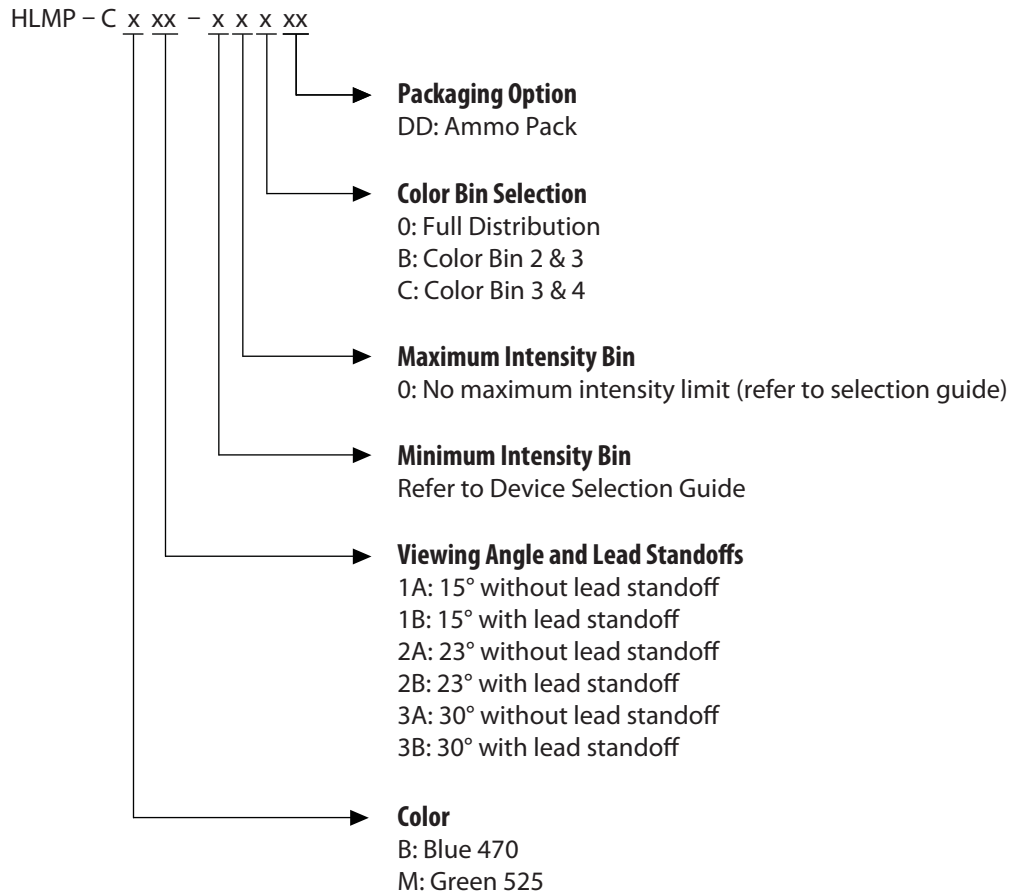 HLMP – C x xx – x x x xx
Packaging Option
DD: Ammo Pack
Color Bin Selection
0: Full Distribution
B: Color Bin 2 & 3
C: Color Bin 3 & 4
Maximum Intensity Bin
0: No maximum intensity limit (refer to selection guide)
Minimum Intensity Bin
Refer to Device Selection Guide
Viewing Angle and Lead Standoffs
1A: 15° without lead standoff
1B: 15° with lead standoff
2A: 23° without lead standoff
2B: 23° with lead standoff
3A: 30° without lead standoff
3B: 30° with lead standoff
Color
B: Blue 470
M: Green 525